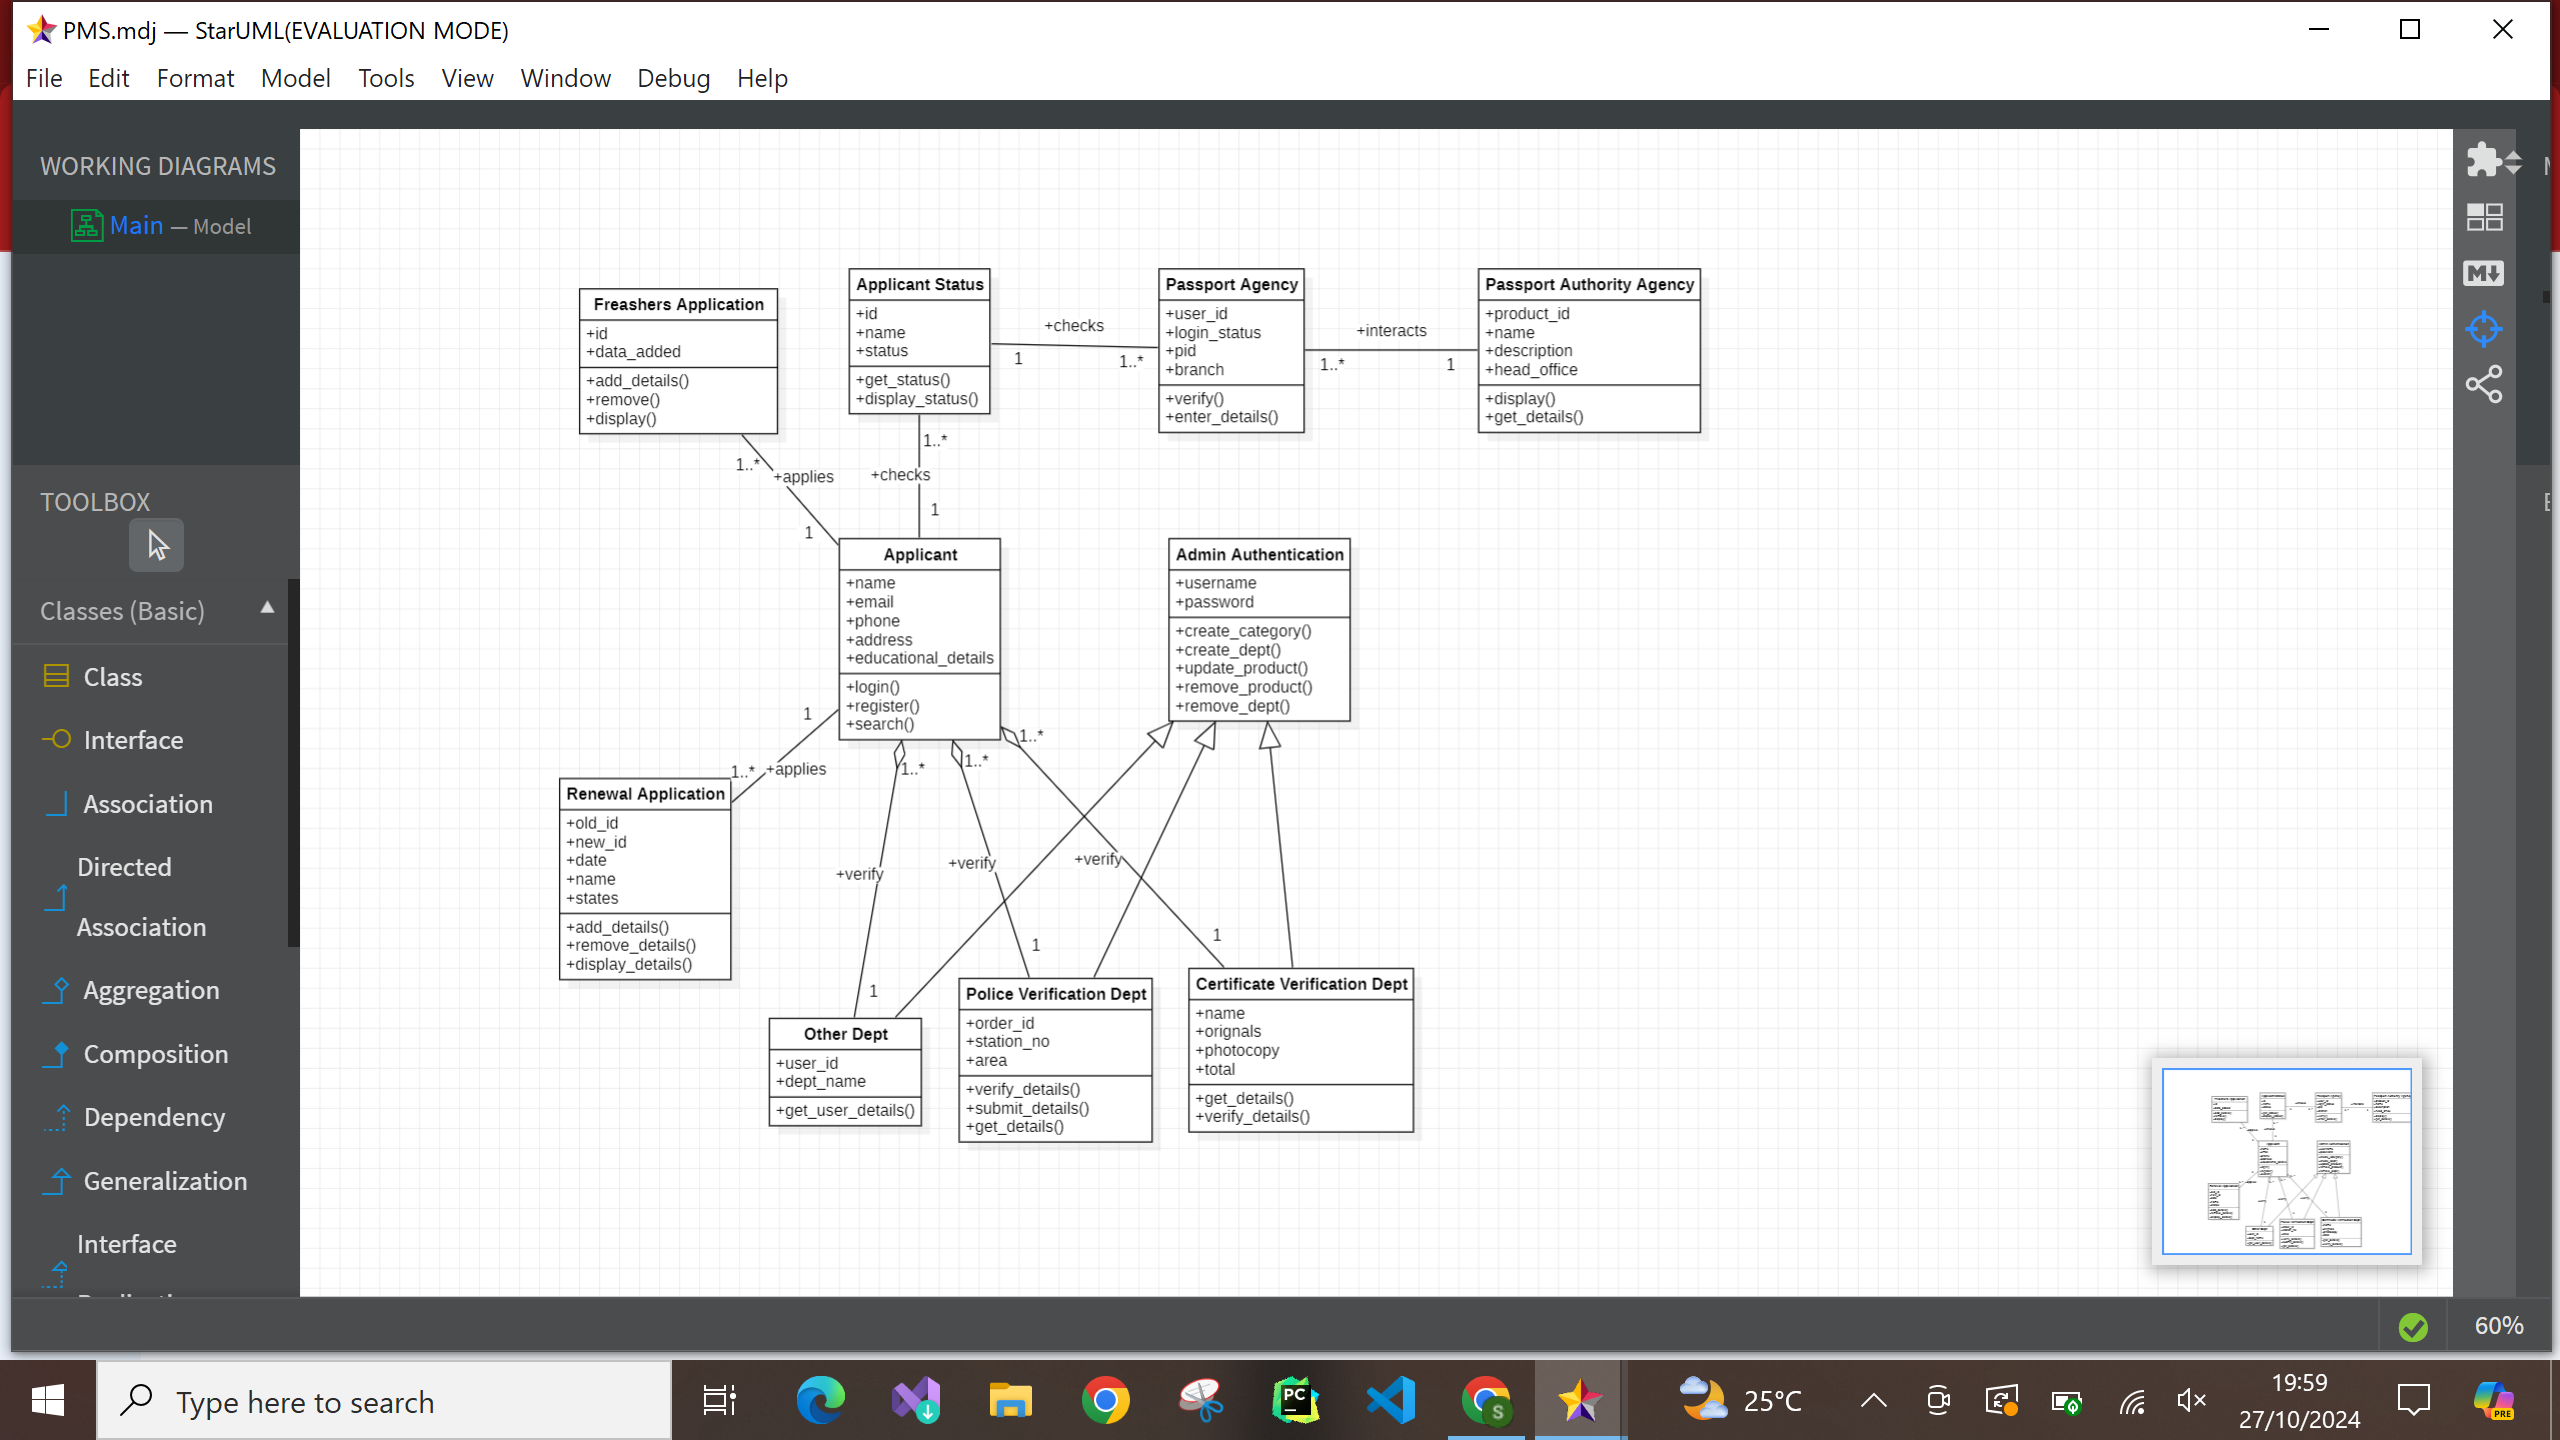 PMS.mdj — StarUML(EVALUATION MODE)
File Edit Format Model Tools View Window Debug Help
WORKING DIAGRAMS
Main — Model
TOOLBOX
Classes (Basic)
Class
Interface
Association
Directed
Association
Aggregation
Composition
Dependency
Generalization
Interface
Freashers Application
+id
+data_added
+add_details()
+remove()
+display()
Applicant Status
+id
+name
+status
+get_status()
+display_status()
+checks
1
1..*
Passport Agency
+user_id
+login_status
+pid
+branch
+verify()
+enter_details()
+interacts
1..*
1
Passport Authority Agency
+product_id
+name
+description
+head_office
+display()
+get_details()
1..*
+applies
1
1..*
+checks
1
Applicant
+name
+email
+phone
+address
+educational_details
+login()
+register()
+search()
Admin Authentication
+username
+password
+create_category()
+create_dept()
+update_product()
+remove_product()
+remove_dept()
1
1..*
+applies
1..*
1..*
1..*
Renewal Application
+old_id
+new_id
+date
+name
+states
+add_details()
+remove_details()
+display_details()
+verify
+verify
+verify
1
1
1
Other Dept
+user_id
+dept_name
+get_user_details()
Police Verification Dept
+order_id
+station_no
+area
+verify_details()
+submit_details()
+get_details()
Certificate Verification Dept
+name
+orignals
+photocopy
+total
+get_details()
+verify_details()
M
60%
Type here to search
PC
S
25°C
19:59
27/10/2024
PRE